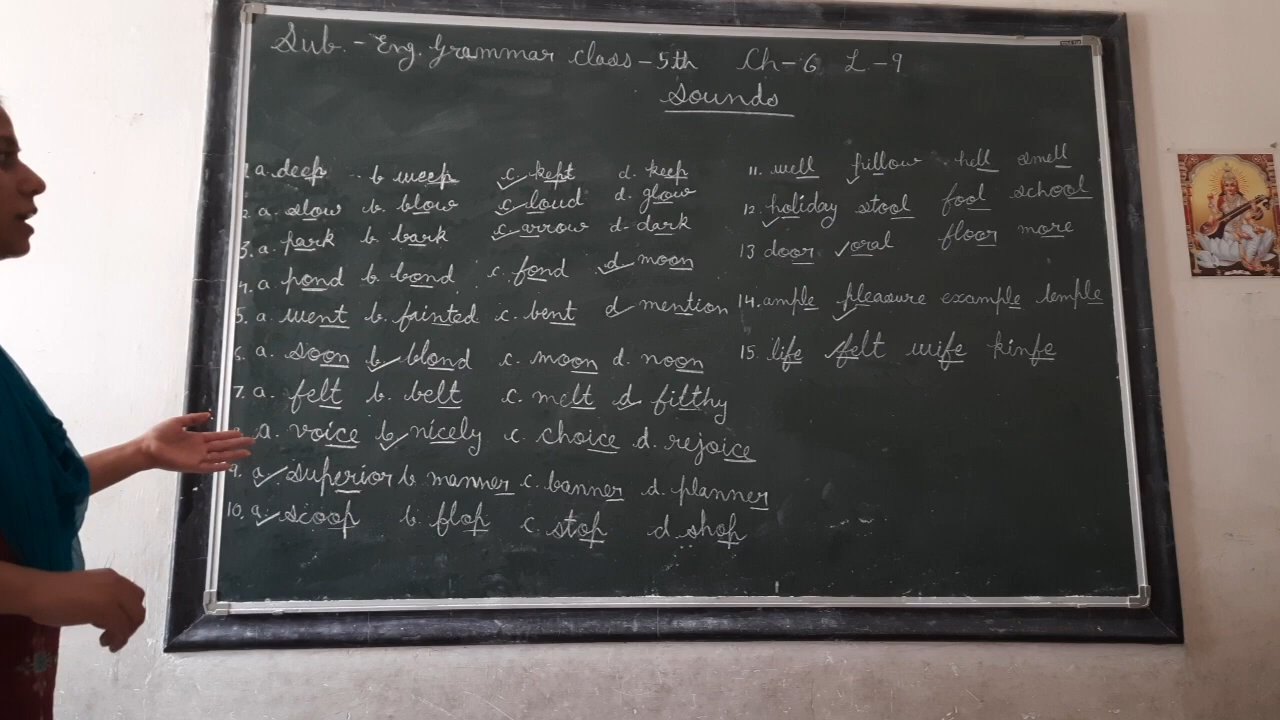 Sub. - Eng. Grammar Class - 5th Ch - 6 L - 9
Sounds
1. a. deep b. weep c. ✓ kept d. keep
2. a. slow b. blow c. ✓ loud d. glow
3. a. park b. bark c. ✓ arrow d. dark
4. a. pond b. bond c. fond d. ✓ moon
5. a. went b. fainted c. bent d. ✓ mention
6. a. soon b. ✓ blond c. moon d. noon
7. a. felt b. belt c. melt d. ✓ filthy
a. voice b. ✓ nicely c. choice d. rejoice
9. a. ✓ superior b. manner c. banner d. planner
10. a. ✓ scoop b. flop c. stop d. shop
11. well ✓ pillow hell smell
12. ✓ holiday stool fool school
13 door ✓ oral floor more
14. ample ✓ pleasure example temple
15. life ✓ felt wife kinfe